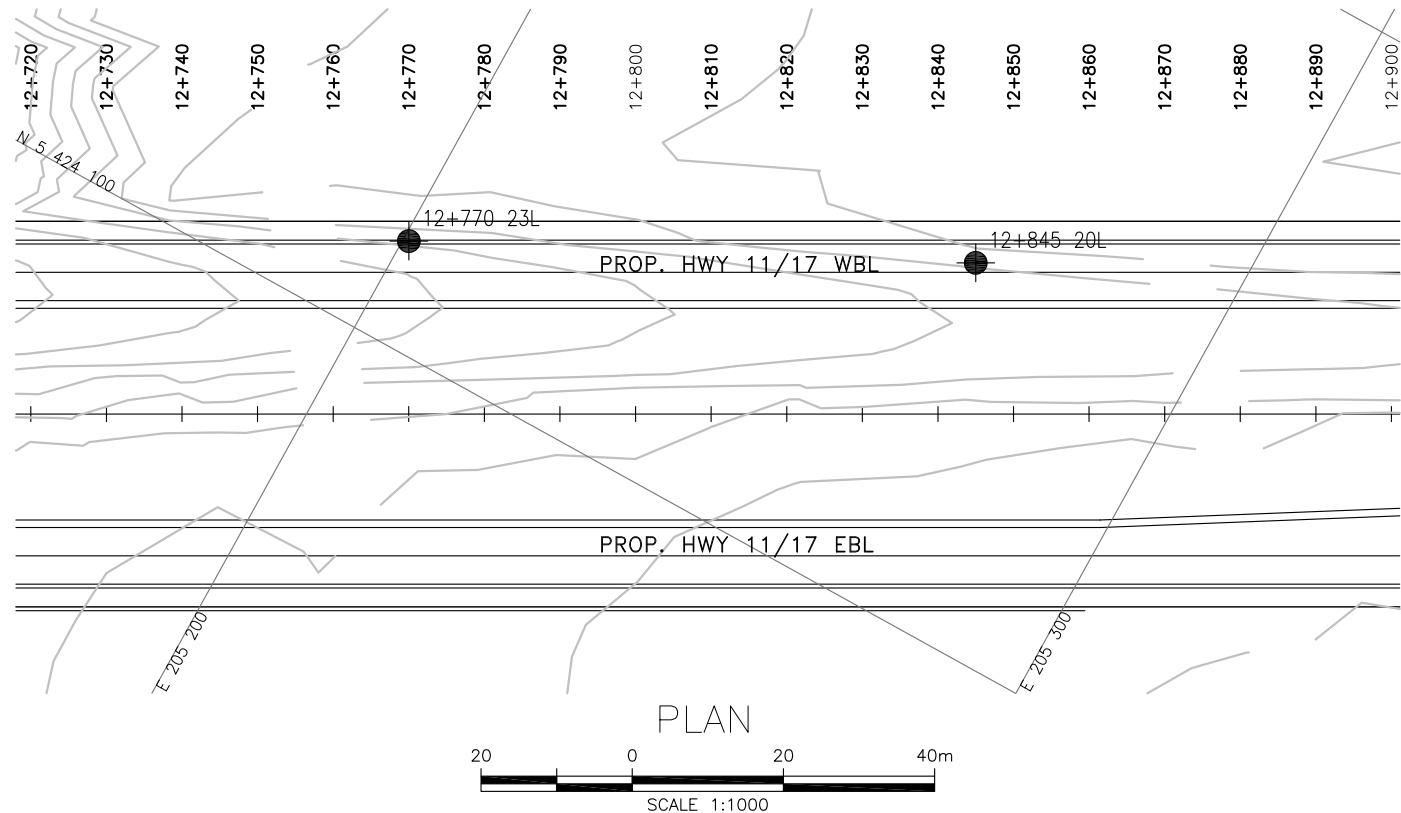 12+720
12+730
12+740
12+750
12+760
12+770
12+780
12+790
12+800
12+810
12+820
12+830
12+840
12+850
12+860
12+870
12+880
12+890
12+900
N 5 424 100
12+770 23L
12+845 20L
PROP. HWY 11/17 WBL
PROP. HWY 11/17 EBL
E 205 200
E 205 300
PLAN
20 0 20 40m
SCALE 1:1000